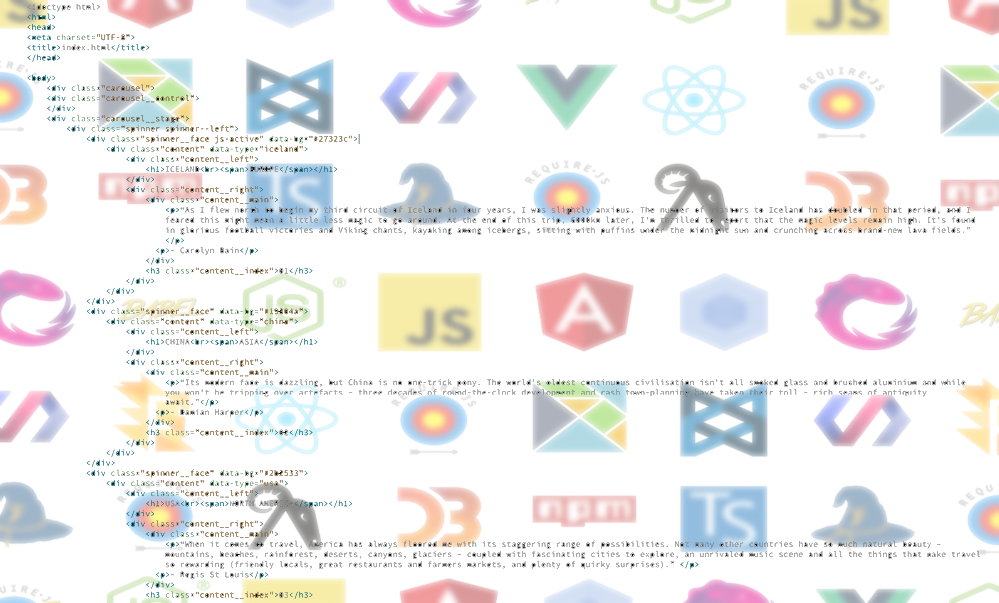 <!doctype html>
<html>
<head>
<meta charset="UTF-8">
<title>index.html</title>
</head>
<body>
<div class="carousel">
<div class="carousel__control">
</div>
<div class="carousel__stage">
<div class="spinner spinner--left">
<div class="spinner__face js-active" data-bg="#27323c">
<div class="content" data-type="iceland">
<div class="content__left">
<h1>ICELAND<br><span>EUROPE</span></h1>
</div>
<div class="content__right">
<div class="content__main">
<p>"As I flew north to begin my third circuit of Iceland in four years, I was slightly anxious. The number of visitors to Iceland has doubled in that period, and I
feared this might mean a little less magic to go around. At the end of this trip, 6000km later, I'm thrilled to report that the magic levels remain high. It's found
in glorious football victories and Viking chants, kayaking among icebergs, sitting with puffins under the midnight sun and crunching across brand-new lava fields."
</p>
<p>- Carolyn Bain</p>
</div>
<h3 class="content__index">01</h3>
</div>
</div>
</div>
<div class="spinner__face" data-bg="
<div class="content" data-type="china">
<div class="content__left">
<h1>CHINA<br><span>ASIA</span></h1>
</div>
<div class="content__right">
<div class="content__main">
<p>"Its modern face is dazzling, but China is no one-trick pony. The world's oldest continuous civilisation isn't all smoked glass and brushed aluminium and while
you won't be tripping over artefacts – three decades of round-the-clock development and rash town-planning have taken their toll – rich seams of antiquity
await."</p>
<p>- Damian Harper</p>
</div>
<h3 class="content__index">02</h3>
</div>
</div>
</div>
<div class="spinner__face" data-bg="#2b2533">
<div class="content" data-type="usa">
<div class="content__left">
<h1>USA<br><span>NORTH AMERICA</span></h1>
</div>
<div class="content__right">
<div class="content__main">
<p>"When it comes to travel, America has always floored me with its staggering range of possibilities. Not many other countries have so much natural beauty –
mountains, beaches, rainforest, deserts, canyons, glaciers – coupled with fascinating cities to explore, an unrivaled music scene and all the things that make travel
so rewarding (friendly locals, great restaurants and farmers markets, and plenty of quirky surprises)." </p>
<p>- Regis St Louis</p>
</div>
<h3 class="content__index">03</h3>
JS
REQUIRE·JS
REQUIRE·JS
npm
TS
REQUIRE·JS
npm
BABEL
JS
®
JS
BA
npm
TS